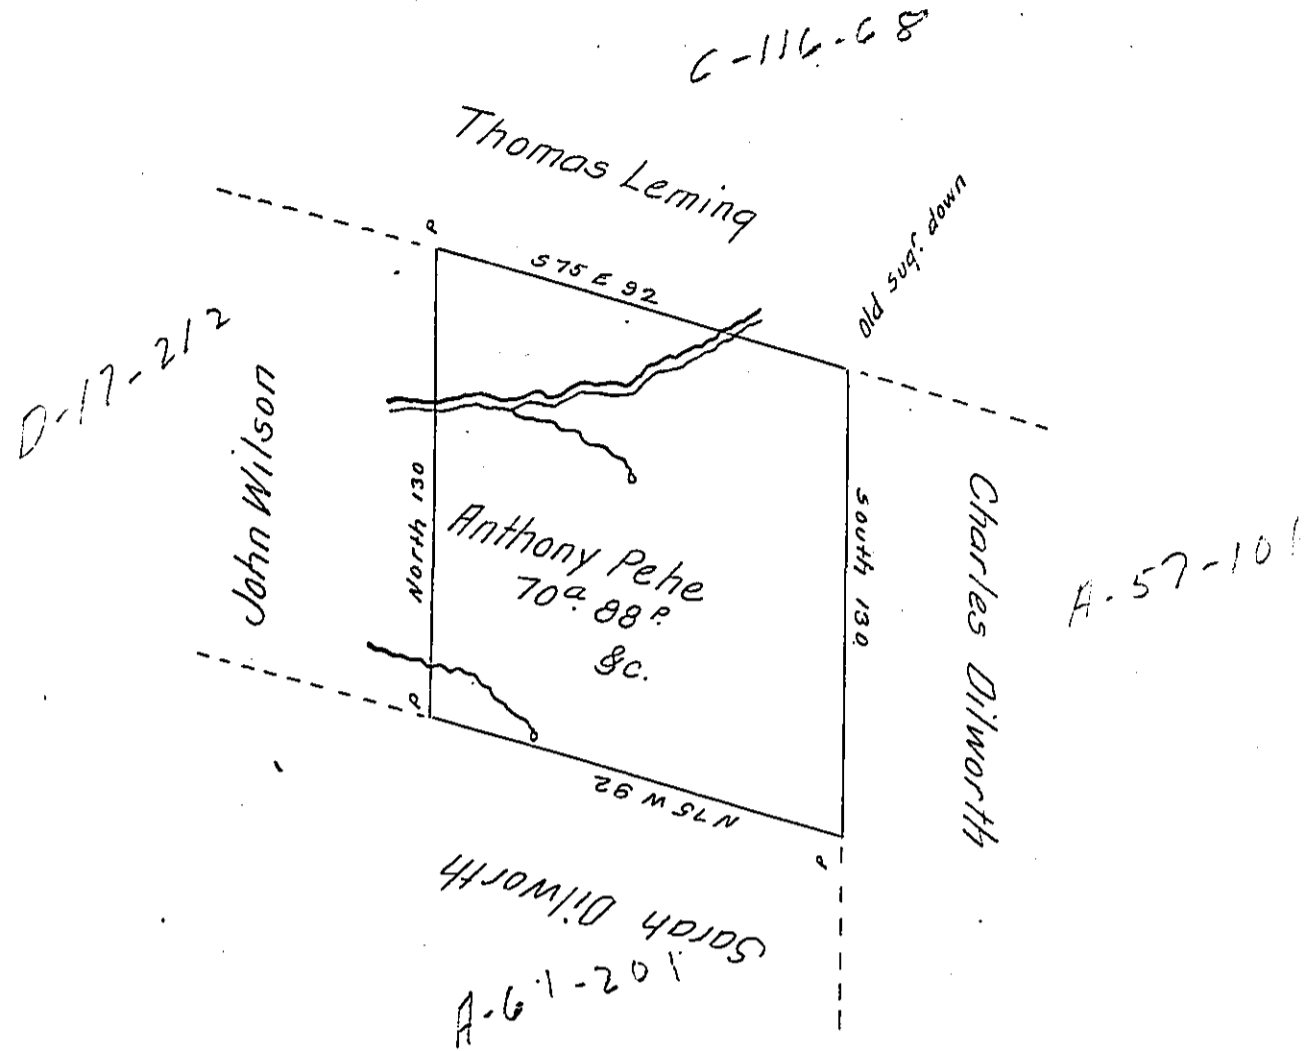 C-116-68
Thomas Leming
Old sugr. down
S 75 E 92
D-17-212
John Wilson
North 130
Anthony Pehe
70a. 88p.
&c.
South 130
Charles Dilworth
A-57-101
N 75 W 92
Sarah Dilworth
A-61-201
P
P
P